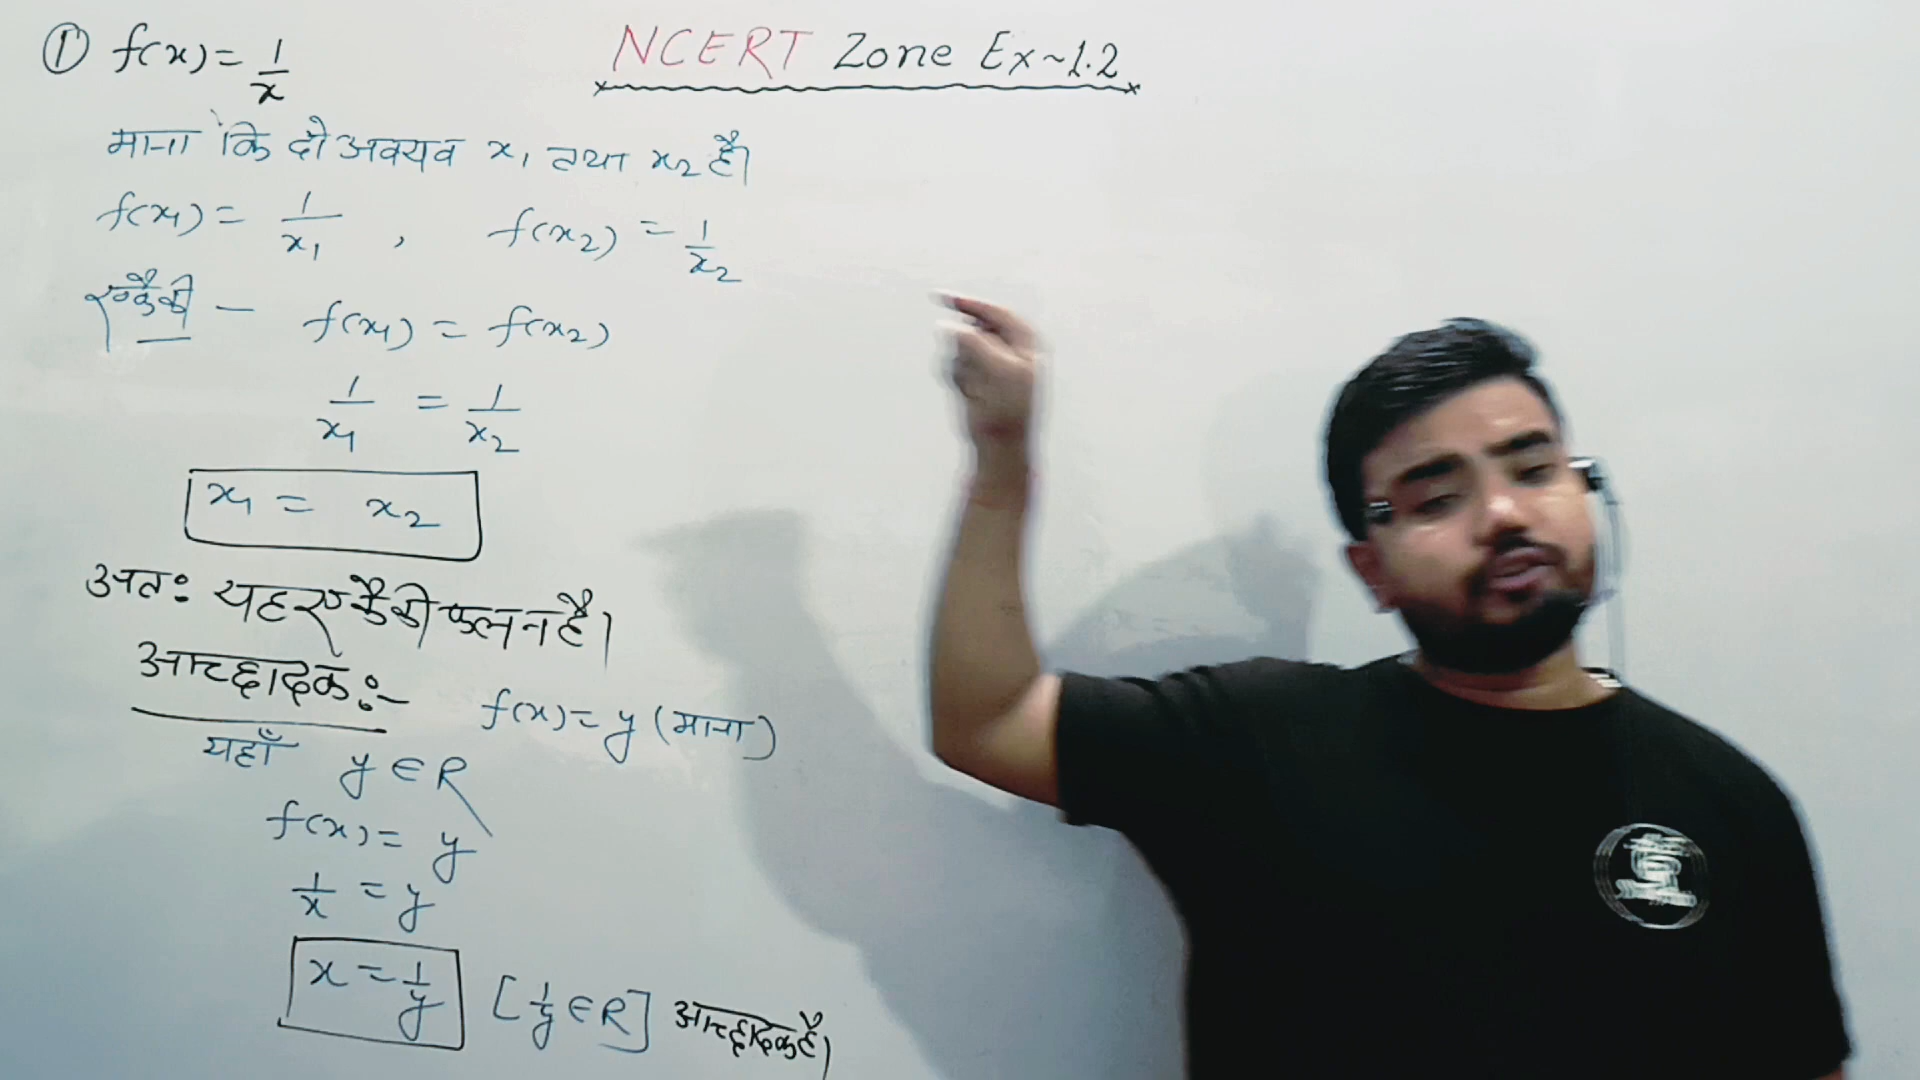 ① f(x) = 1/x
NCERT Zone Ex~1.2
माना कि दो अवयव x₁ तथा x₂ है।
f(x₁) = 1/x₁ , f(x₂) = 1/x₂
एकैकी – f(x₁) = f(x₂)
1/x₁ = 1/x₂
x₁ = x₂
अतः यह एकैकी फलन है।
आच्छादक :- f(x) = y (माना)
यहाँ y ∈ R
f(x) = y
1/x = y
x = 1/y [1/y ∈ R] आच्छादक है।